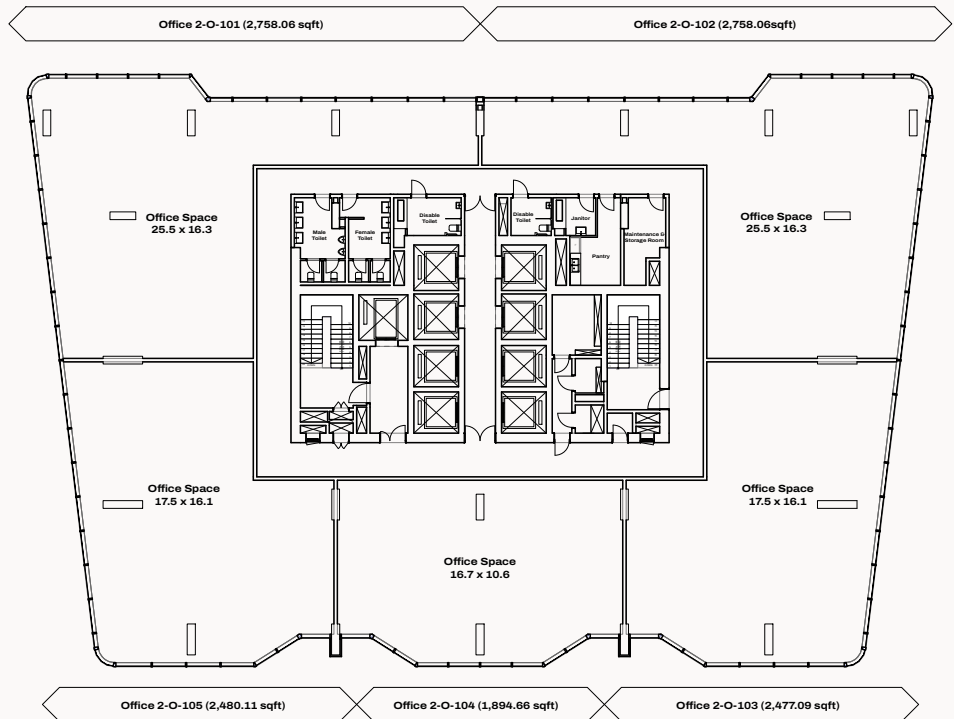 Office 2-O-101 (2,758.06 sqft)
Office 2-O-102 (2,758.06sqft)
Office Space
25.5 x 16.3
Office Space
25.5 x 16.3
Male
Toilet
Female
Toilet
Disable
Toilet
Disable
Toilet
Janitor
Pantry
Maintenance &
Storage Room
Office Space
17.5 x 16.1
Office Space
17.5 x 16.1
Office Space
16.7 x 10.6
Office 2-O-105 (2,480.11 sqft)
Office 2-O-104 (1,894.66 sqft)
Office 2-O-103 (2,477.09 sqft)